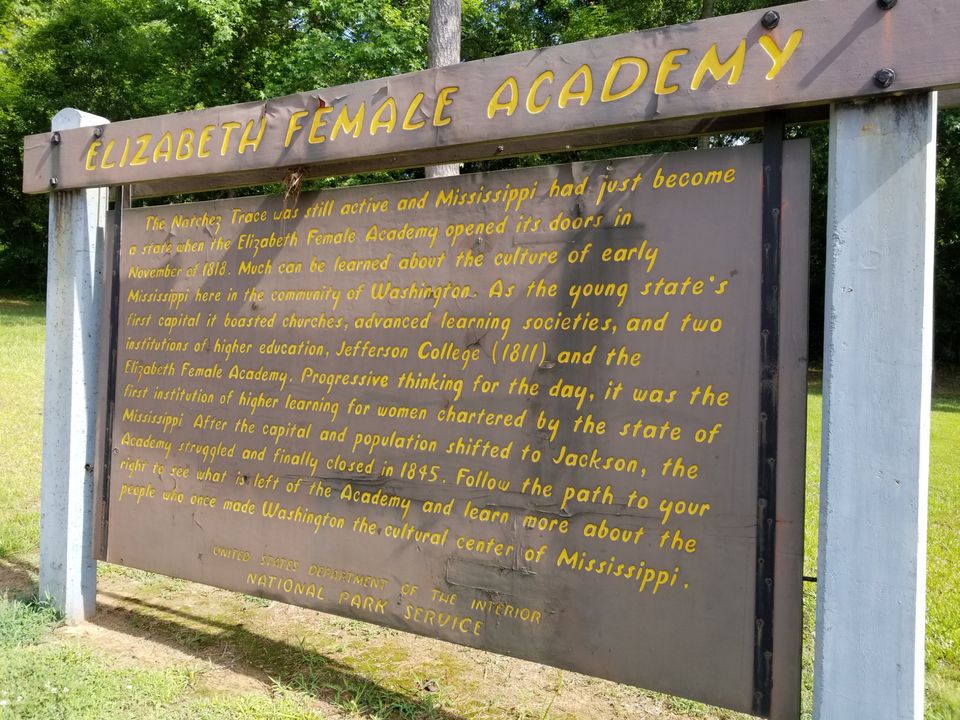 ELIZABETH FEMALE ACADEMY
The Natchez Trace was still active and Mississippi had just become
a state when the Elizabeth Female Academy opened its doors in
November of 1818. Much can be learned about the culture of early
Mississippi here in the community of Washington. As the young state's
first capital it boasted churches, advanced learning societies, and two
institutions of higher education, Jefferson College (1811) and the
Elizabeth Female Academy. Progressive thinking for the day, it was the
first institution of higher learning for women chartered by the state of
Mississippi. After the capital and population shifted to Jackson, the
Academy struggled and finally closed in 1845. Follow the path to your
right to see what is left of the Academy and learn more about the
people who once made Washington the cultural center of Mississippi.
UNITED STATES DEPARTMENT OF THE INTERIOR
NATIONAL PARK SERVICE